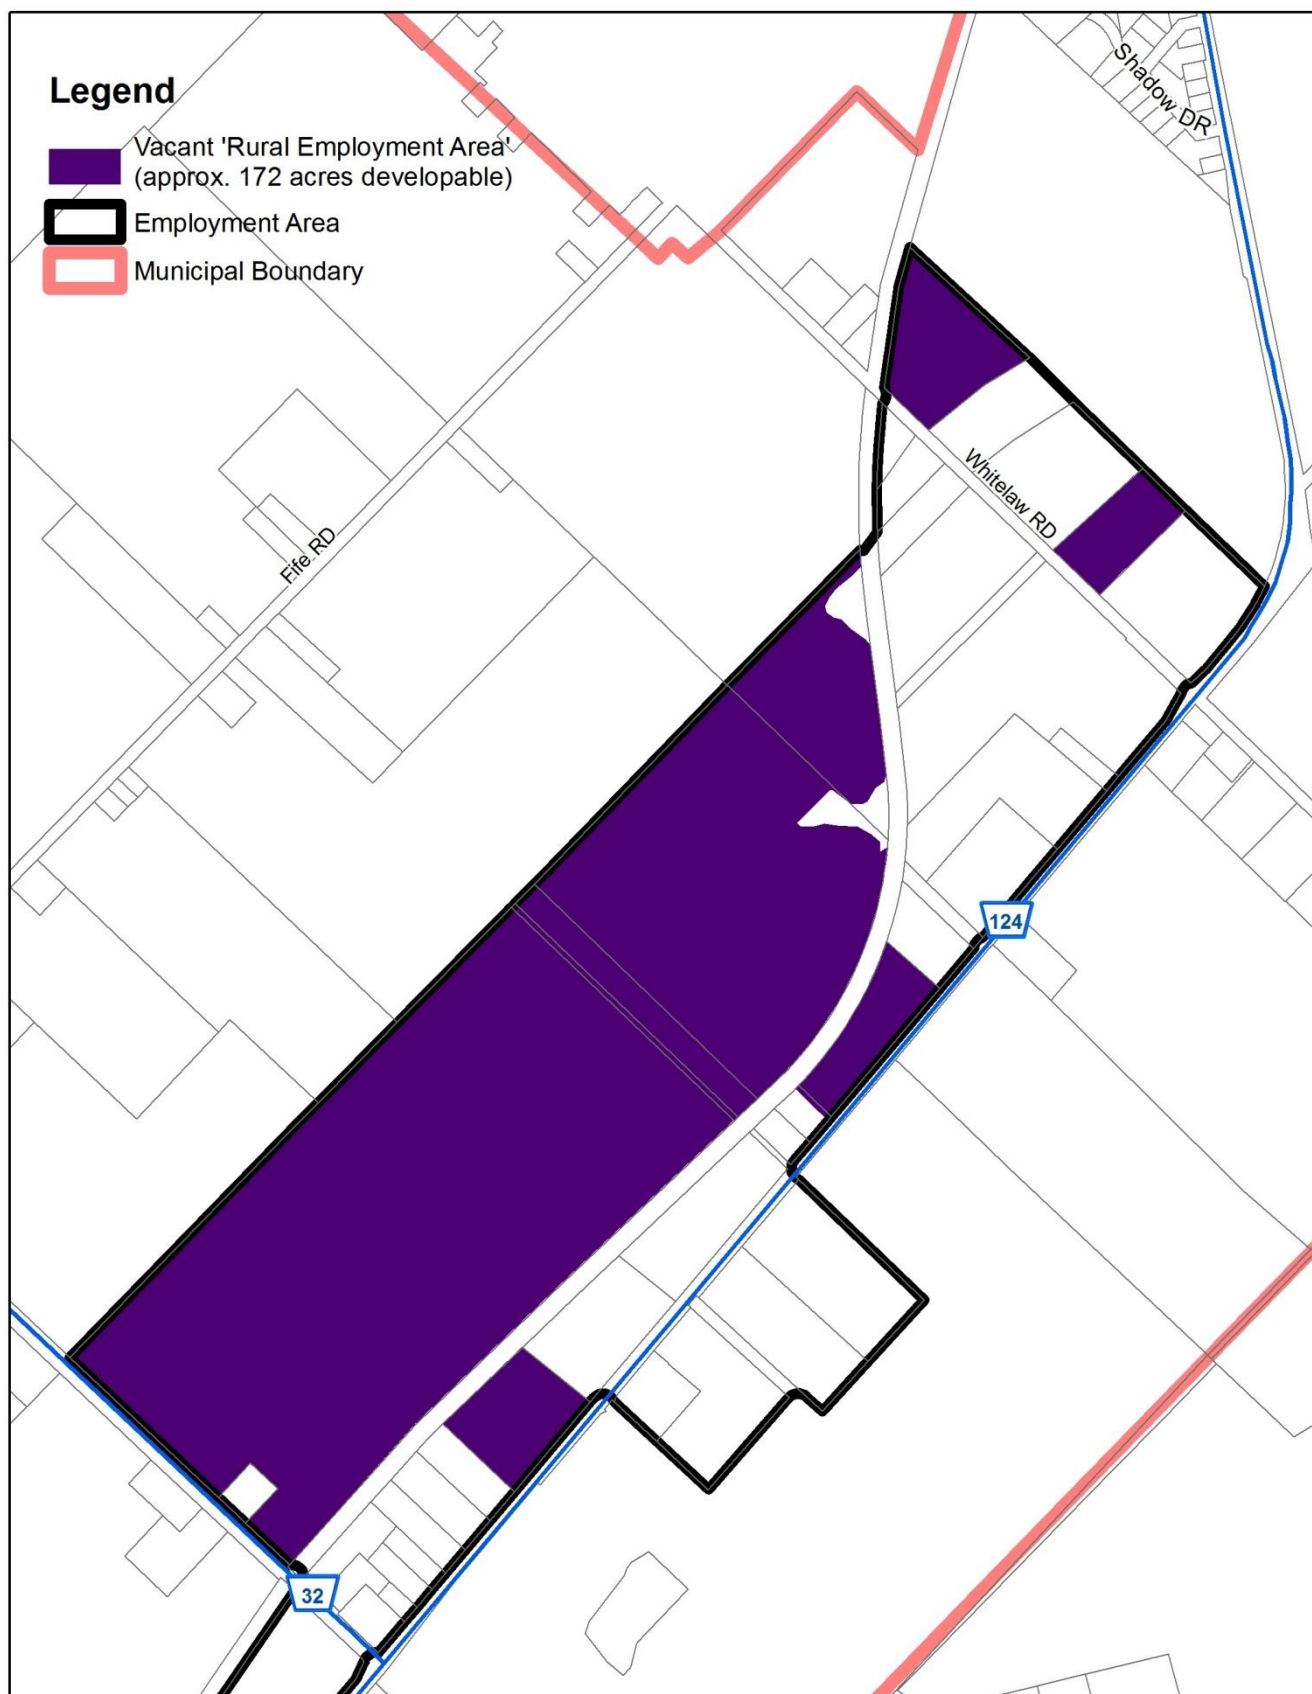 Legend
Vacant 'Rural Employment Area'
(approx. 172 acres developable)
Employment Area
Municipal Boundary
Shadow DR
Whitelaw RD
Fife RD
124
32